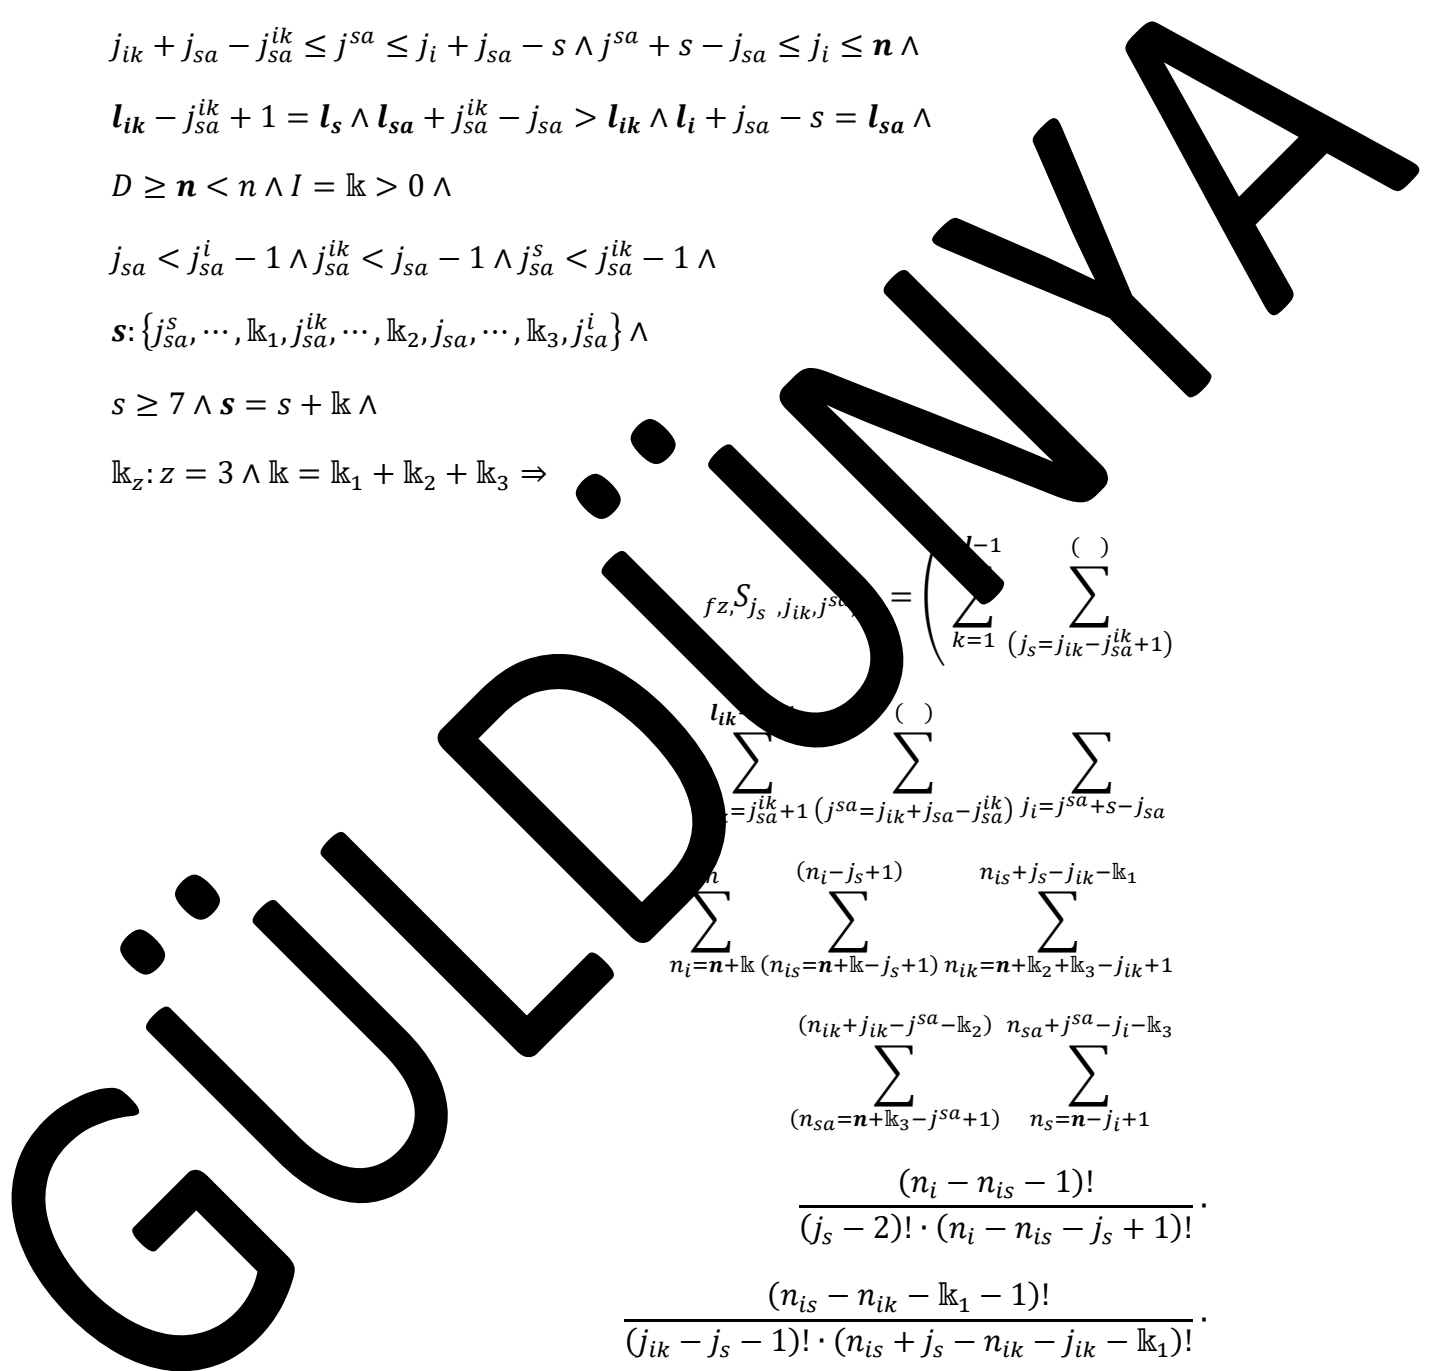 j_{ik} + j_{sa} − j_{sa}^{ik} ≤ j^{sa} ≤ j_i + j_{sa} − s ∧ j^{sa} + s − j_{sa} ≤ j_i ≤ n ∧
l_{ik} − j_{sa}^{ik} + 1 = l_s ∧ l_{sa} + j_{sa}^{ik} − j_{sa} > l_{ik} ∧ l_i + j_{sa} − s = l_{sa} ∧
D ≥ n < n ∧ I = 𝕜 > 0 ∧
j_{sa} < j_{sa}^i − 1 ∧ j_{sa}^{ik} < j_{sa} − 1 ∧ j_{sa}^s < j_{sa}^{ik} − 1 ∧
s: {j_{sa}^s, ⋯, 𝕜_1, j_{sa}^{ik}, ⋯, 𝕜_2, j_{sa}, ⋯, 𝕜_3, j_{sa}^i} ∧
s ≥ 7 ∧ s = s + 𝕜 ∧
𝕜_z: z = 3 ∧ 𝕜 = 𝕜_1 + 𝕜_2 + 𝕜_3 ⇒
−1 ( )
_{fz,}S_{j_s ,j_{ik},j^{sa}} = ( ∑ ∑
k=1 (j_s=j_{ik}−j_{sa}^{ik}+1)
l_{ik} ( )
∑ ∑ ∑
=j_{sa}^{ik}+1 (j^{sa}=j_{ik}+j_{sa}−j_{sa}^{ik}) j_i=j^{sa}+s−j_{sa}
n (n_i−j_s+1) n_{is}+j_s−j_{ik}−𝕜_1
∑ ∑ ∑
n_i=n+𝕜 (n_{is}=n+𝕜−j_s+1) n_{ik}=n+𝕜_2+𝕜_3−j_{ik}+1
(n_{ik}+j_{ik}−j^{sa}−𝕜_2) n_{sa}+j^{sa}−j_i−𝕜_3
∑ ∑
(n_{sa}=n+𝕜_3−j^{sa}+1) n_s=n−j_i+1
(n_i − n_{is} − 1)!
(j_s − 2)! · (n_i − n_{is} − j_s + 1)! ·
(n_{is} − n_{ik} − 𝕜_1 − 1)!
(j_{ik} − j_s − 1)! · (n_{is} + j_s − n_{ik} − j_{ik} − 𝕜_1)! ·
GÜLDÜNYA